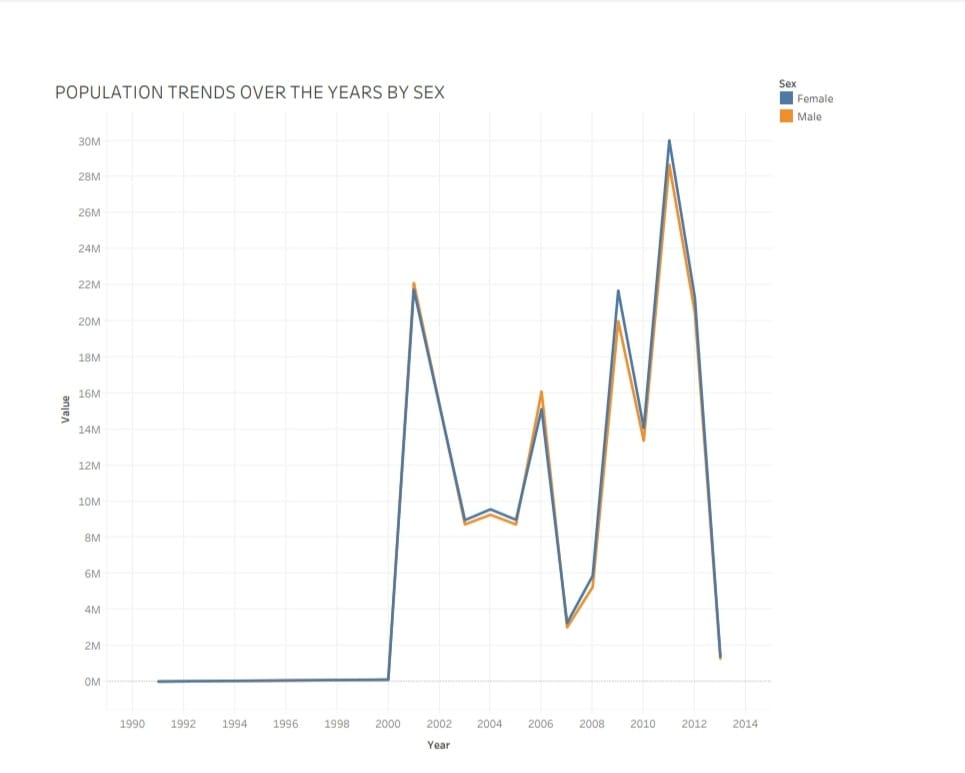 POPULATION TRENDS OVER THE YEARS BY SEX
Sex
Female
Male
30M
28M
26M
24M
22M
20M
18M
16M
14M
12M
10M
8M
6M
4M
2M
0M
Value
1990 1992 1994 1996 1998 2000 2002 2004 2006 2008 2010 2012 2014
Year